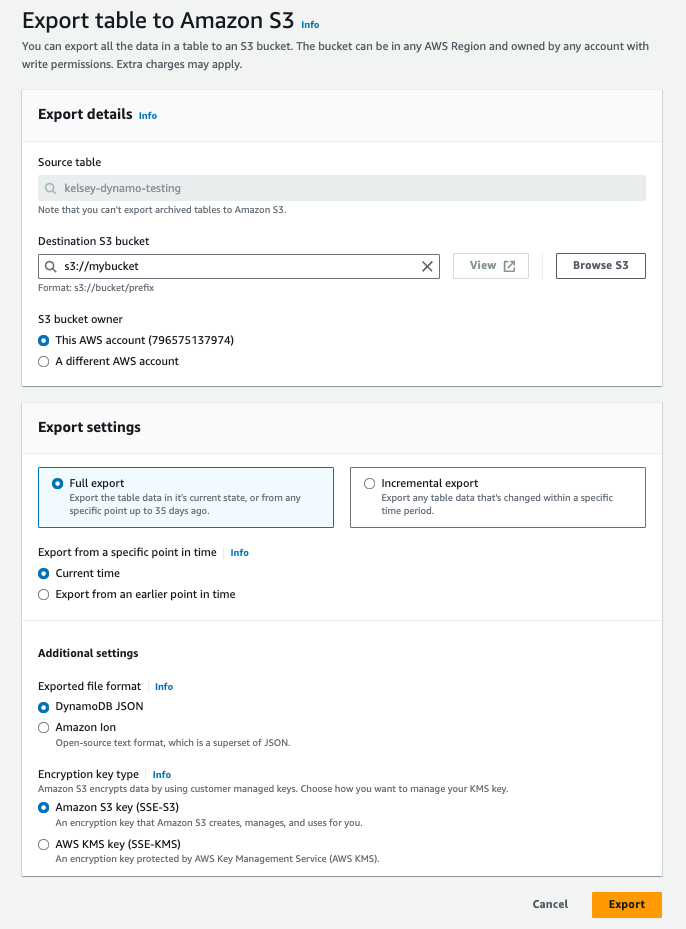 Export table to Amazon S3 Info
You can export all the data in a table to an S3 bucket. The bucket can be in any AWS Region and owned by any account with
write permissions. Extra charges may apply.
Export details Info
Source table
kelsey-dynamo-testing
Note that you can't export archived tables to Amazon S3.
Destination S3 bucket
s3://mybucket
View
Browse S3
Format: s3://bucket/prefix
S3 bucket owner
This AWS account (796575137974)
A different AWS account
Export settings
Full export
Export the table data in it's current state, or from any
specific point up to 35 days ago.
Incremental export
Export any table data that's changed within a specific
time period.
Export from a specific point in time Info
Current time
Export from an earlier point in time
Additional settings
Exported file format Info
DynamoDB JSON
Amazon Ion
Open-source text format, which is a superset of JSON.
Encryption key type Info
Amazon S3 encrypts data by using customer managed keys. Choose how you want to manage your KMS key.
Amazon S3 key (SSE-S3)
An encryption key that Amazon S3 creates, manages, and uses for you.
AWS KMS key (SSE-KMS)
An encryption key protected by AWS Key Management Service (AWS KMS).
Cancel
Export